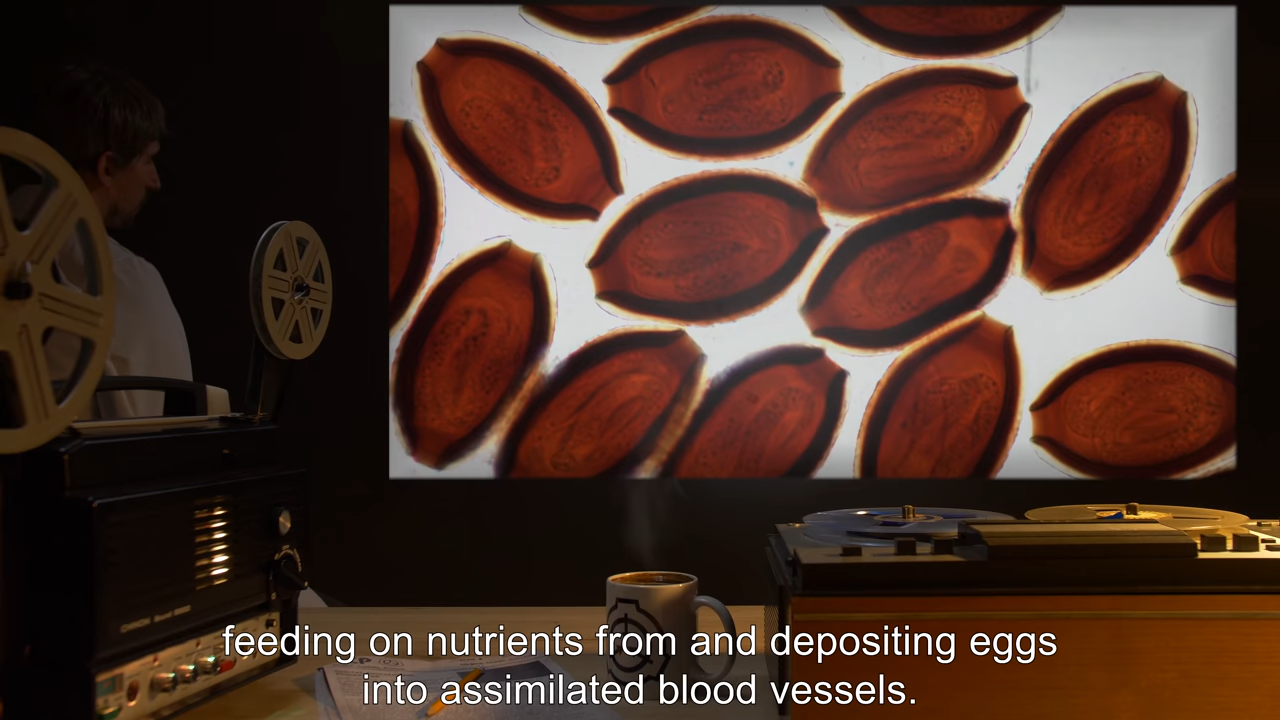 feeding on nutrients from and depositing eggs
into assimilated blood vessels.